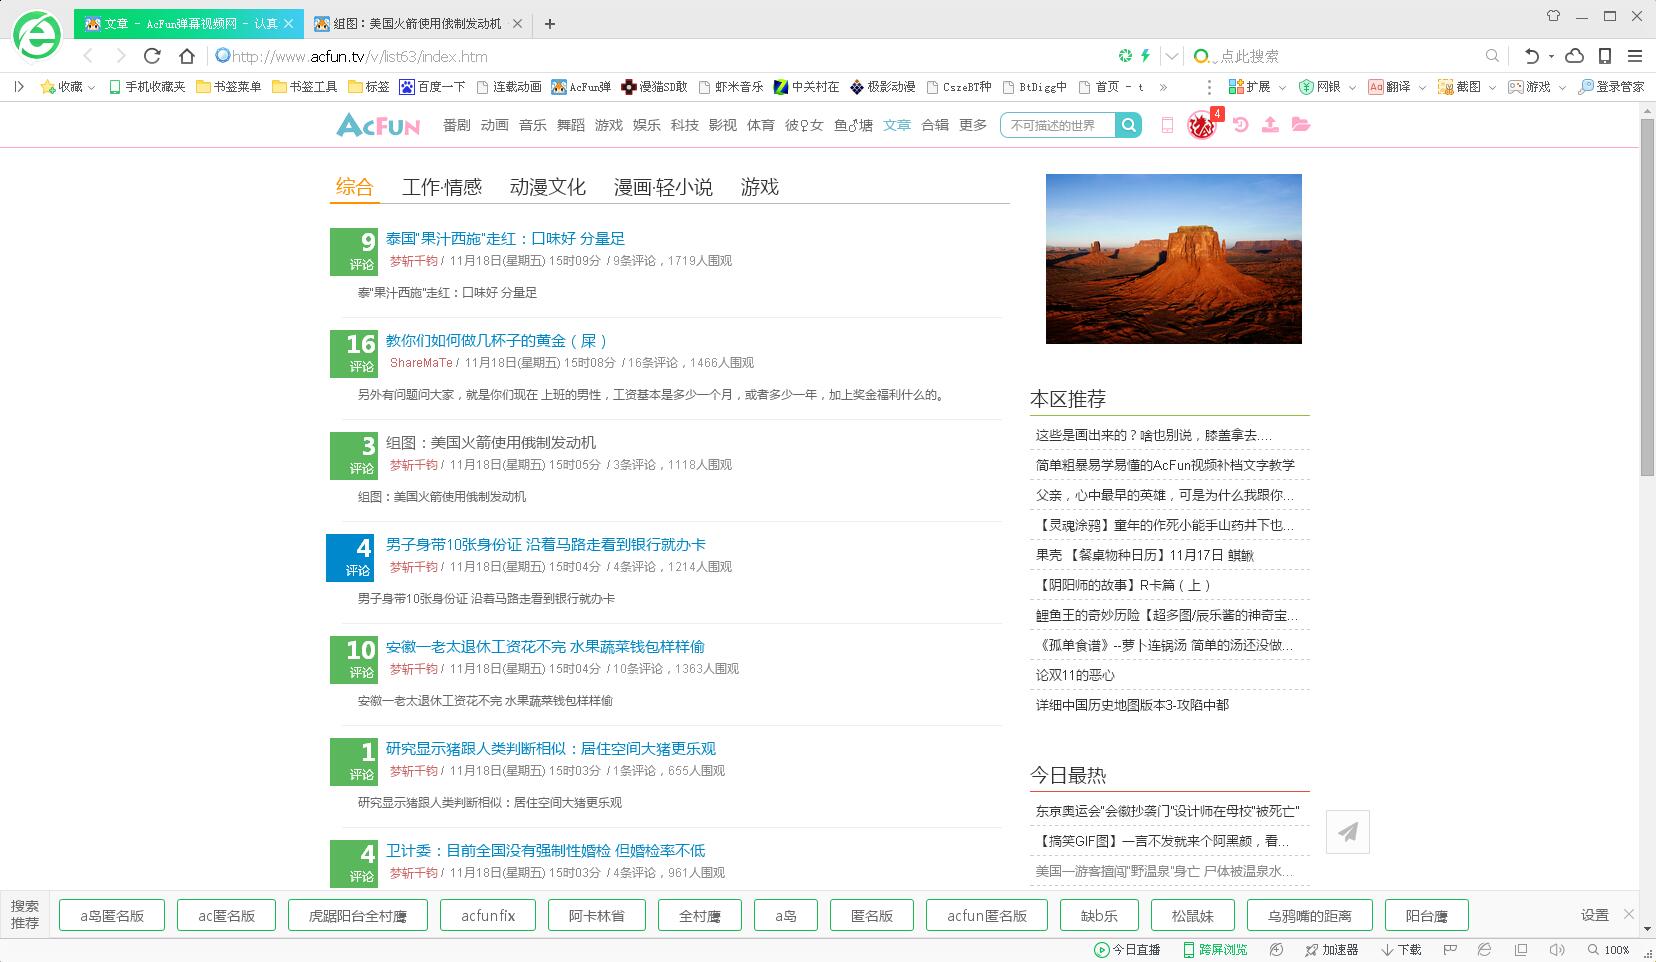 文章 - AcFun弹幕视频网 - 认真
组图：美国火箭使用俄制发动机
http://www.acfun.tv/v/list63/index.htm
点此搜索
收藏 手机收藏夹 书签菜单 书签工具 标签 百度一下 连载动画 AcFun弹 漫猫SD敢 虾米音乐 中关村在 极影动漫 CszeBT种 BtDigg中 首页 - t » 扩展 网银 翻译 截图 游戏 登录管家
AcFun 番剧 动画 音乐 舞蹈 游戏 娱乐 科技 影视 体育 彼♀女 鱼♂塘 文章 合辑 更多 不可描述的世界 4
综合 工作·情感 动漫文化 漫画·轻小说 游戏
9 评论
泰国"果汁西施"走红：口味好 分量足
梦斩千钧 / 11月18日(星期五) 15时09分 / 9条评论，1719人围观
泰"果汁西施"走红：口味好 分量足
16 评论
教你们如何做几杯子的黄金（屎）
ShareMaTe / 11月18日(星期五) 15时08分 / 16条评论，1466人围观
另外有问题问大家，就是你们现在 上班的男性，工资基本是多少一个月，或者多少一年，加上奖金福利什么的。
3 评论
组图：美国火箭使用俄制发动机
梦斩千钧 / 11月18日(星期五) 15时05分 / 3条评论，1118人围观
组图：美国火箭使用俄制发动机
4 评论
男子身带10张身份证 沿着马路走看到银行就办卡
梦斩千钧 / 11月18日(星期五) 15时04分 / 4条评论，1214人围观
男子身带10张身份证 沿着马路走看到银行就办卡
10 评论
安徽一老太退休工资花不完 水果蔬菜钱包样样偷
梦斩千钧 / 11月18日(星期五) 15时04分 / 10条评论，1363人围观
安徽一老太退休工资花不完 水果蔬菜钱包样样偷
1 评论
研究显示猪跟人类判断相似：居住空间大猪更乐观
梦斩千钧 / 11月18日(星期五) 15时03分 / 1条评论，655人围观
研究显示猪跟人类判断相似：居住空间大猪更乐观
4 评论
卫计委：目前全国没有强制性婚检 但婚检率不低
梦斩千钧 / 11月18日(星期五) 15时03分 / 4条评论，961人围观
本区推荐
这些是画出来的？啥也别说，膝盖拿去....
简单粗暴易学易懂的AcFun视频补档文字教学
父亲，心中最早的英雄，可是为什么我跟你...
【灵魂涂鸦】童年的作死小能手山药井下也...
果壳 【餐桌物种日历】11月17日 鲯鳅
【阴阳师的故事】R卡篇（上）
鲤鱼王的奇妙历险【超多图/辰乐酱的神奇宝...
《孤单食谱》--萝卜连锅汤 简单的汤还没做...
论双11的恶心
详细中国历史地图版本3-攻陷中都
今日最热
东京奥运会"会徽抄袭门"设计师在母校"被死亡"
【搞笑GIF图】一言不发就来个阿黑颜，看...
美国一游客擅闯"野温泉"身亡 尸体被温泉水...
搜索推荐 a岛匿名版 ac匿名版 虎踞阳台全村鹰 acfunfix 阿卡林省 全村鹰 a岛 匿名版 acfun匿名版 缺b乐 松鼠妹 乌鸦嘴的距离 阳台鹰 设置
今日直播 跨屏浏览 加速器 下载 100%